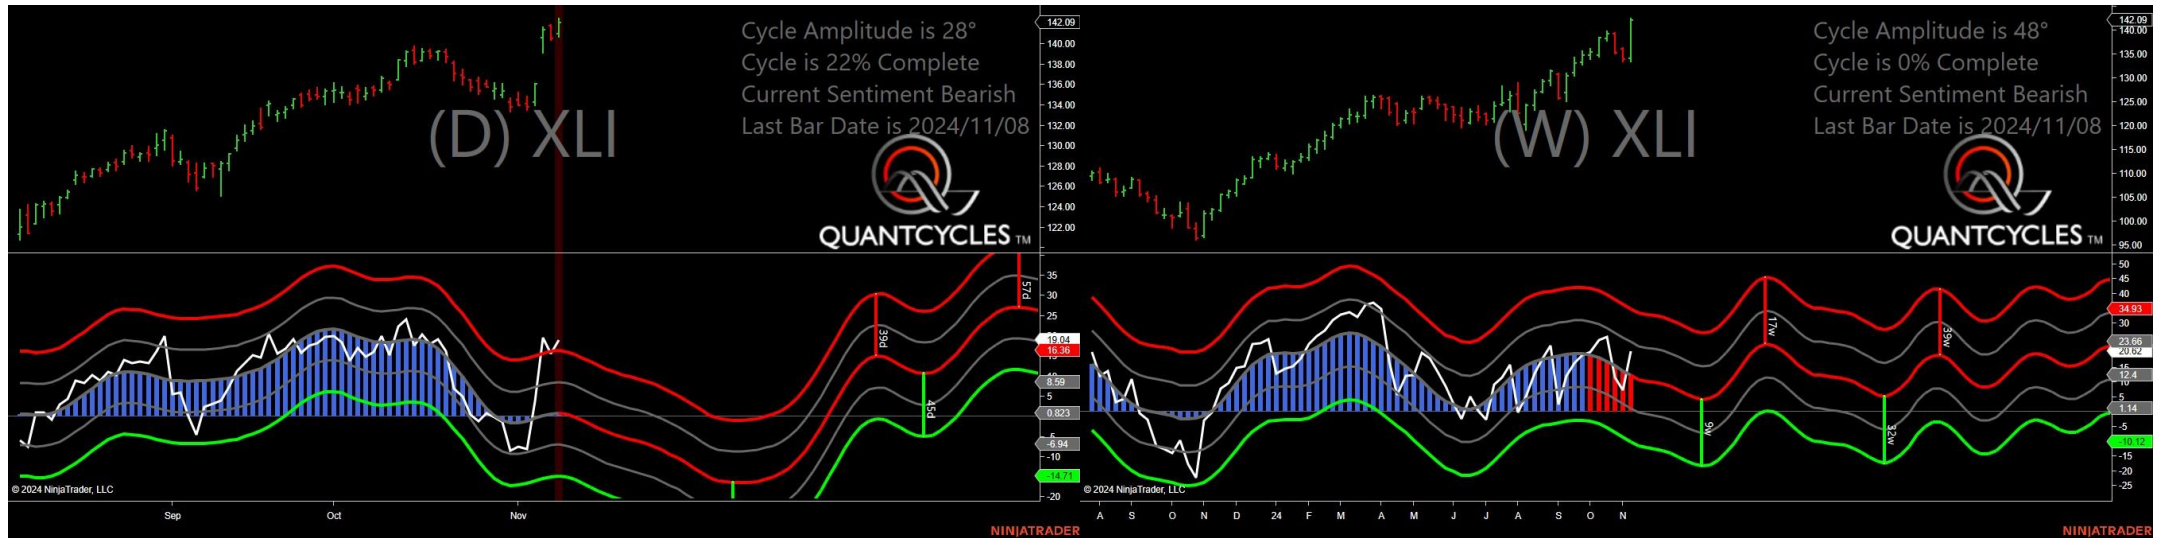 Cycle Amplitude is 28°
Cycle is 22% Complete
Current Sentiment Bearish
Last Bar Date is 2024/11/08
(D) XLI
QUANTCYCLES TM
142.09
140.00
138.00
136.00
134.00
132.00
130.00
128.00
126.00
124.00
122.00
35
30
25
19.04
16.36
8.59
5
0.823
-6.94
-10
-14.71
-20
39d
45d
57d
© 2024 NinjaTrader, LLC
Sep
Oct
Nov
NINJATRADER
Cycle Amplitude is 48°
Cycle is 0% Complete
Current Sentiment Bearish
Last Bar Date is 2024/11/08
(W) XLI
QUANTCYCLES TM
142.09
140.00
135.00
130.00
125.00
120.00
115.00
110.00
105.00
100.00
95.00
50
45
40
34.93
30
23.66
20.62
12.4
5
1.14
-5
-10.12
-15
-20
-25
9w
17w
32w
39w
© 2024 NinjaTrader, LLC
A S O N D 24 F M A M J J A S O N
NINJATRADER